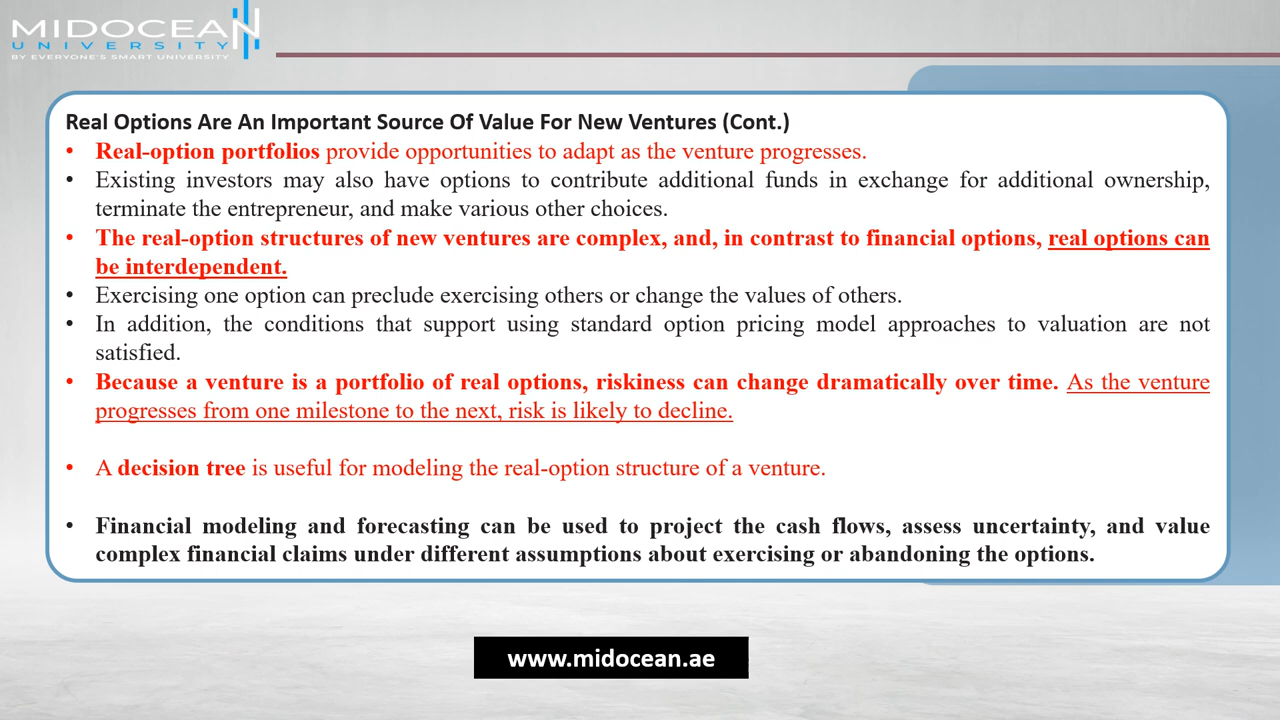 MIDOCEAN
UNIVERSITY
BY EVERYONE'S SMART UNIVERSITY
Real Options Are An Important Source Of Value For New Ventures (Cont.)
• Real-option portfolios provide opportunities to adapt as the venture progresses.
• Existing investors may also have options to contribute additional funds in exchange for additional ownership,
terminate the entrepreneur, and make various other choices.
• The real-option structures of new ventures are complex, and, in contrast to financial options, real options can
be interdependent.
• Exercising one option can preclude exercising others or change the values of others.
• In addition, the conditions that support using standard option pricing model approaches to valuation are not
satisfied.
• Because a venture is a portfolio of real options, riskiness can change dramatically over time. As the venture
progresses from one milestone to the next, risk is likely to decline.
• A decision tree is useful for modeling the real-option structure of a venture.
• Financial modeling and forecasting can be used to project the cash flows, assess uncertainty, and value
complex financial claims under different assumptions about exercising or abandoning the options.
www.midocean.ae